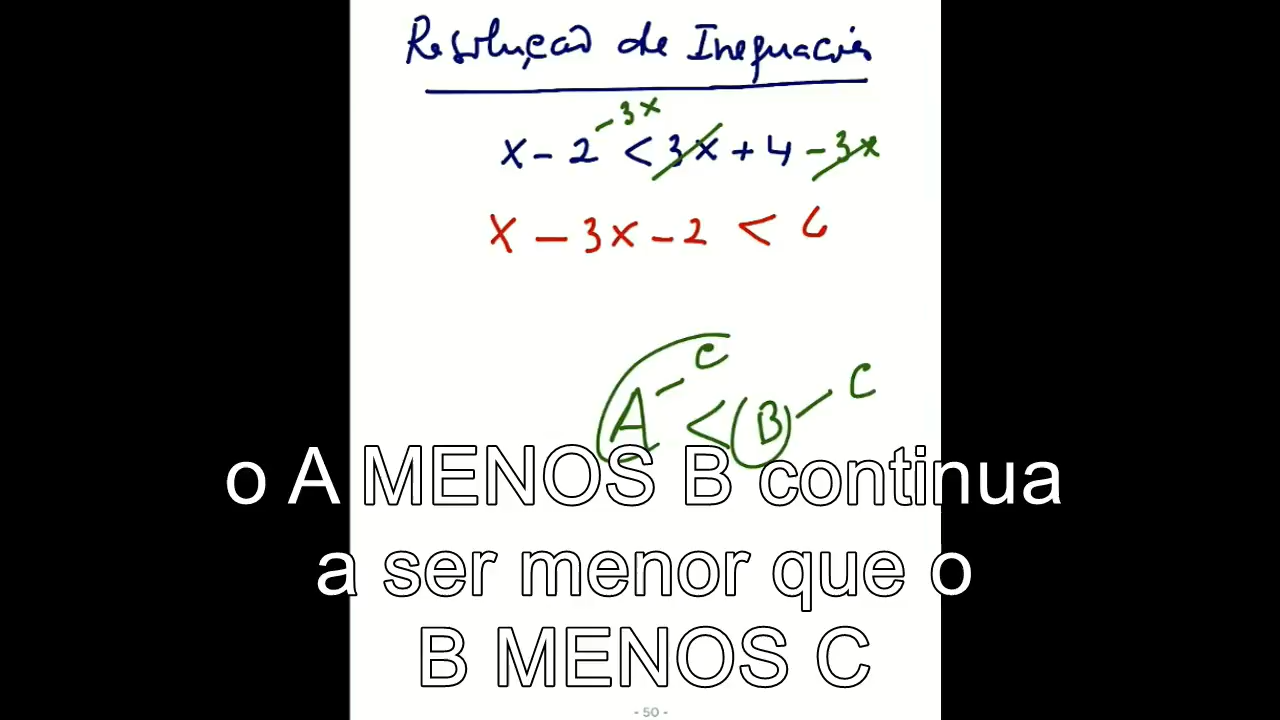 Resolução de Inequações
- 3x
x - 2 < 3x + 4 - 3x
x - 3x - 2 < 6
A - C < B - C
o A MENOS B continua
a ser menor que o
B MENOS C
- 50 -